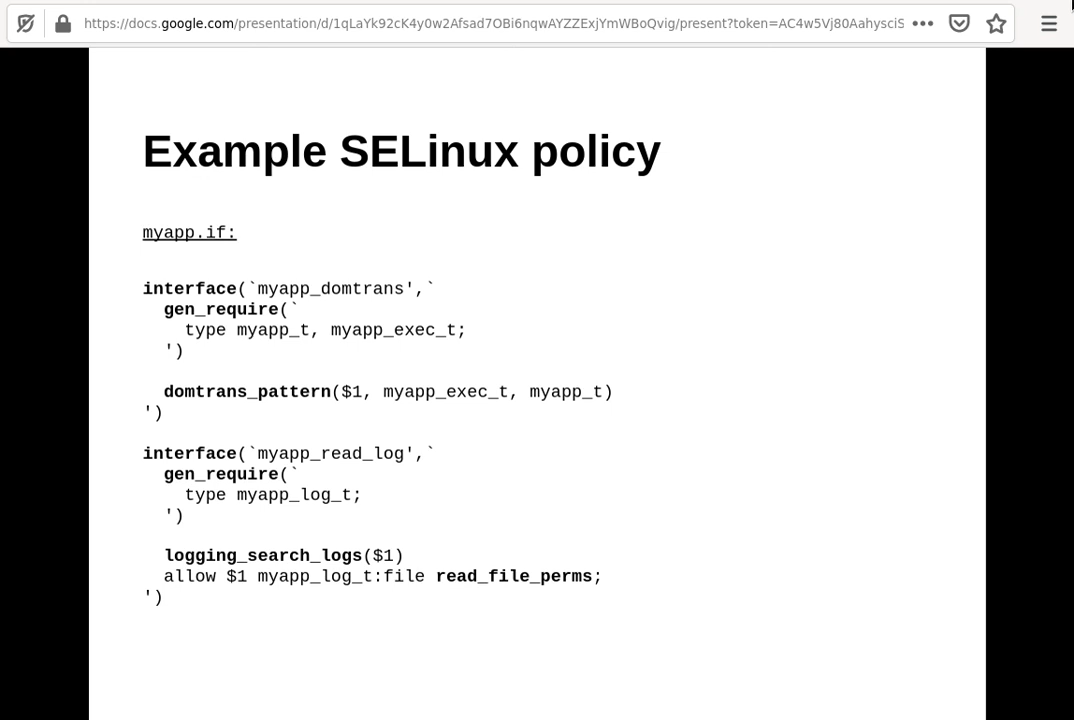 https://docs.google.com/presentation/d/1qLaYk92cK4y0w2Afsad7OBi6nqwAYZZExjYmWBoQvig/present?token=AC4w5Vj80AahysciS
Example SELinux policy
myapp.if:
interface(`myapp_domtrans',`
  gen_require(`
    type myapp_t, myapp_exec_t;
  ')
  domtrans_pattern($1, myapp_exec_t, myapp_t)
')
interface(`myapp_read_log',`
  gen_require(`
    type myapp_log_t;
  ')
  logging_search_logs($1)
  allow $1 myapp_log_t:file read_file_perms;
')